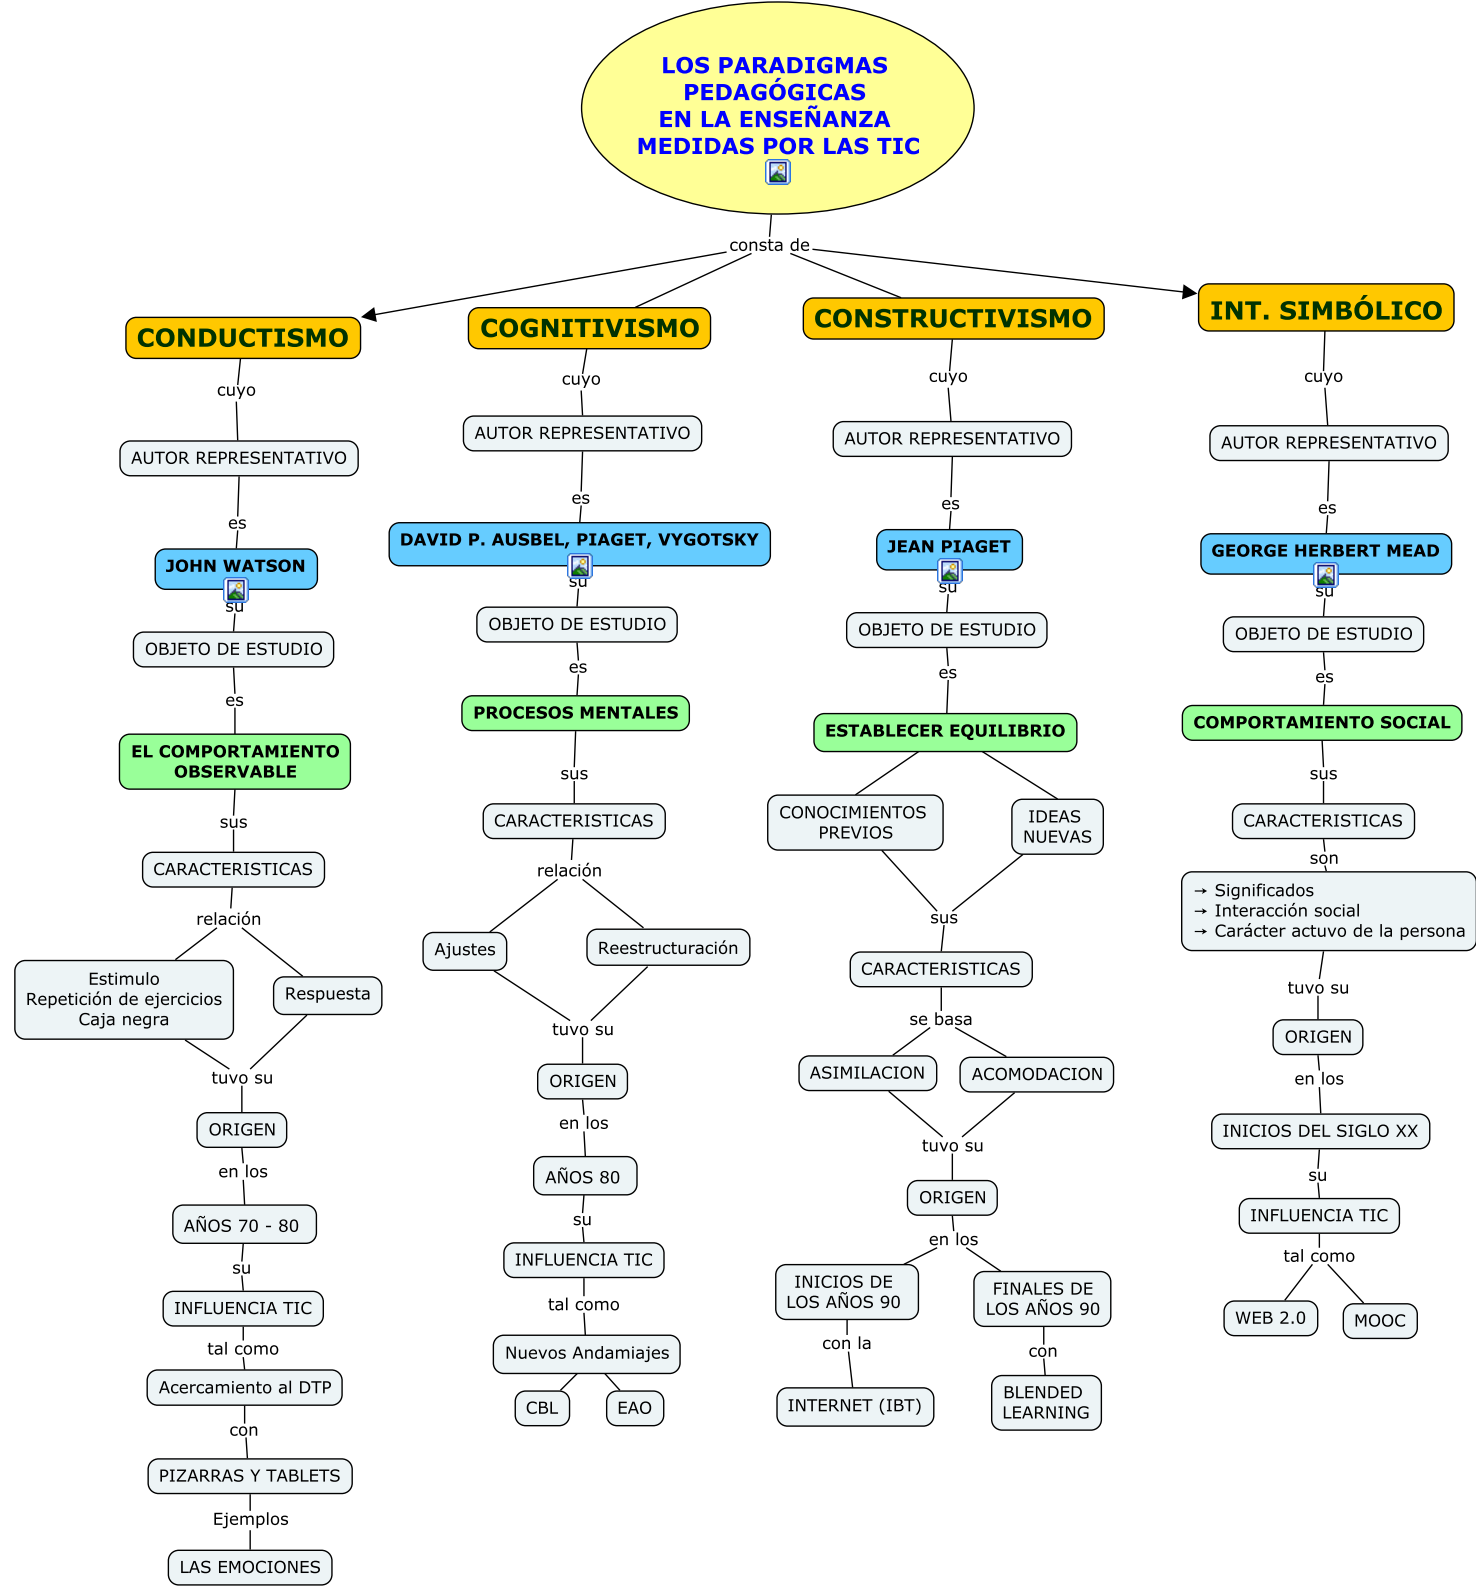 LOS PARADIGMAS
PEDAGÓGICAS
EN LA ENSEÑANZA
MEDIDAS POR LAS TIC
consta de
CONDUCTISMO
cuyo
AUTOR REPRESENTATIVO
es
JOHN WATSON
su
OBJETO DE ESTUDIO
es
EL COMPORTAMIENTO
OBSERVABLE
sus
CARACTERISTICAS
relación
Estimulo
Repetición de ejercicios
Caja negra
Respuesta
tuvo su
ORIGEN
en los
AÑOS 70 - 80
su
INFLUENCIA TIC
tal como
Acercamiento al DTP
con
PIZARRAS Y TABLETS
Ejemplos
LAS EMOCIONES
COGNITIVISMO
cuyo
AUTOR REPRESENTATIVO
es
DAVID P. AUSBEL, PIAGET, VYGOTSKY
su
OBJETO DE ESTUDIO
es
PROCESOS MENTALES
sus
CARACTERISTICAS
relación
Ajustes
Reestructuración
tuvo su
ORIGEN
en los
AÑOS 80
su
INFLUENCIA TIC
tal como
Nuevos Andamiajes
CBL
EAO
CONSTRUCTIVISMO
cuyo
AUTOR REPRESENTATIVO
es
JEAN PIAGET
su
OBJETO DE ESTUDIO
es
ESTABLECER EQUILIBRIO
CONOCIMIENTOS
PREVIOS
IDEAS
NUEVAS
sus
CARACTERISTICAS
se basa
ASIMILACION
ACOMODACION
tuvo su
ORIGEN
en los
INICIOS DE
LOS AÑOS 90
con la
INTERNET (IBT)
FINALES DE
LOS AÑOS 90
con
BLENDED
LEARNING
INT. SIMBÓLICO
cuyo
AUTOR REPRESENTATIVO
es
GEORGE HERBERT MEAD
su
OBJETO DE ESTUDIO
es
COMPORTAMIENTO SOCIAL
sus
CARACTERISTICAS
son
→ Significados
→ Interacción social
→ Carácter actuvo de la persona
tuvo su
ORIGEN
en los
INICIOS DEL SIGLO XX
su
INFLUENCIA TIC
tal como
WEB 2.0
MOOC